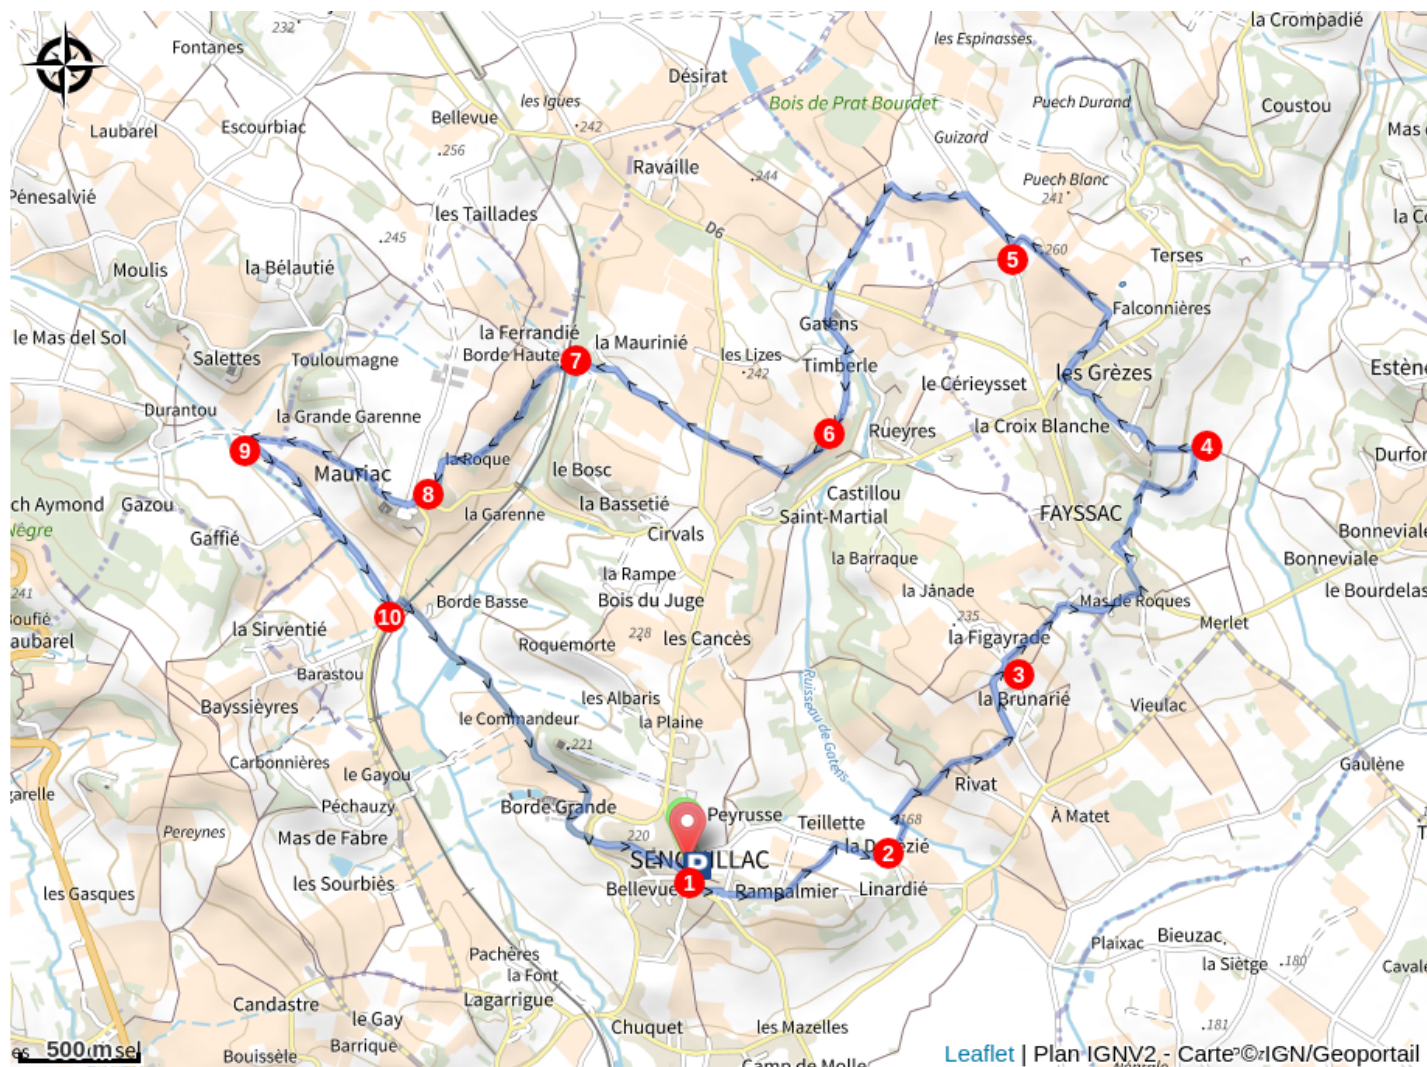 la Crompadié
232
Fontanes
les Espinasses
Désirat
les Igues
Bois de Prat Bourdet
Puech Durand
Coustou
Bellevue
242
Laubarel
Escourbiac
Guizord
256
Ravaille
244
Puech Blanc
241
Pénesalvié
les Taillades
D6
245
260
5
Terses
Moulis
la Bélautié
Falconnières
Gatens
la Ferrandié
le Mas del Sol
la Maurinié
Salettes
Touloumagne
Borde Haute
7
les Lizes
242
Timberle
les Grèzes
le Cérieysset
Durantou
la Grande Garenne
6
Rueyres
la Croix Blanche
4
9
la Roque
Mauriac
le Bosc
8
Castillou
ch Aymond
Gazou
la Garenne
la Bassetié
Saint-Martial
FAYSSAC
Gaffié
Cirvals
Bonneviale
la Barraque
la Rampe
la Jânade
241
Borde Basse
Bois du Juge
Mas de Roques
10
235
Merlet
la Sirventié
228
les Cancès
la Figayrade
Roquemorte
Barastou
3
les Albaris
la Brunarié
Bayssièyres
Vieulac
le Commandeur
la Plaine
Ruisseau de Gatens
221
Carbonnières
le Gayou
Gaulène
Rivat
Péchauzy
Borde Grande
Peyrusse
À Matet
Teillette
168
Pereynes
Mas de Fabre
220
2
les Sourbiès
1
Bellevue
Rampalmier
Linardié
les Gasques
Plaixac
Bieuzac
Pachères
la Siètge
180
la Font
Candastre
Lagarrigue
le Gay
Chuquet
les Mazelles
181
Barrique
500 m
Bouissèle
Leaflet | Plan IGNV2 - Carte © IGN/Geoportail